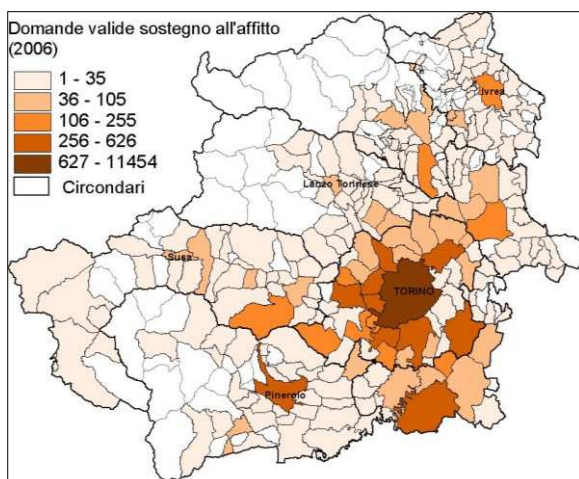 Domande valide sostegno all'affitto
(2006)
1 - 35
36 - 105
106 - 255
256 - 626
627 - 11454
Circondari
Ivrea
Lanzo Torinese
Susa
TORINO
Pinerolo